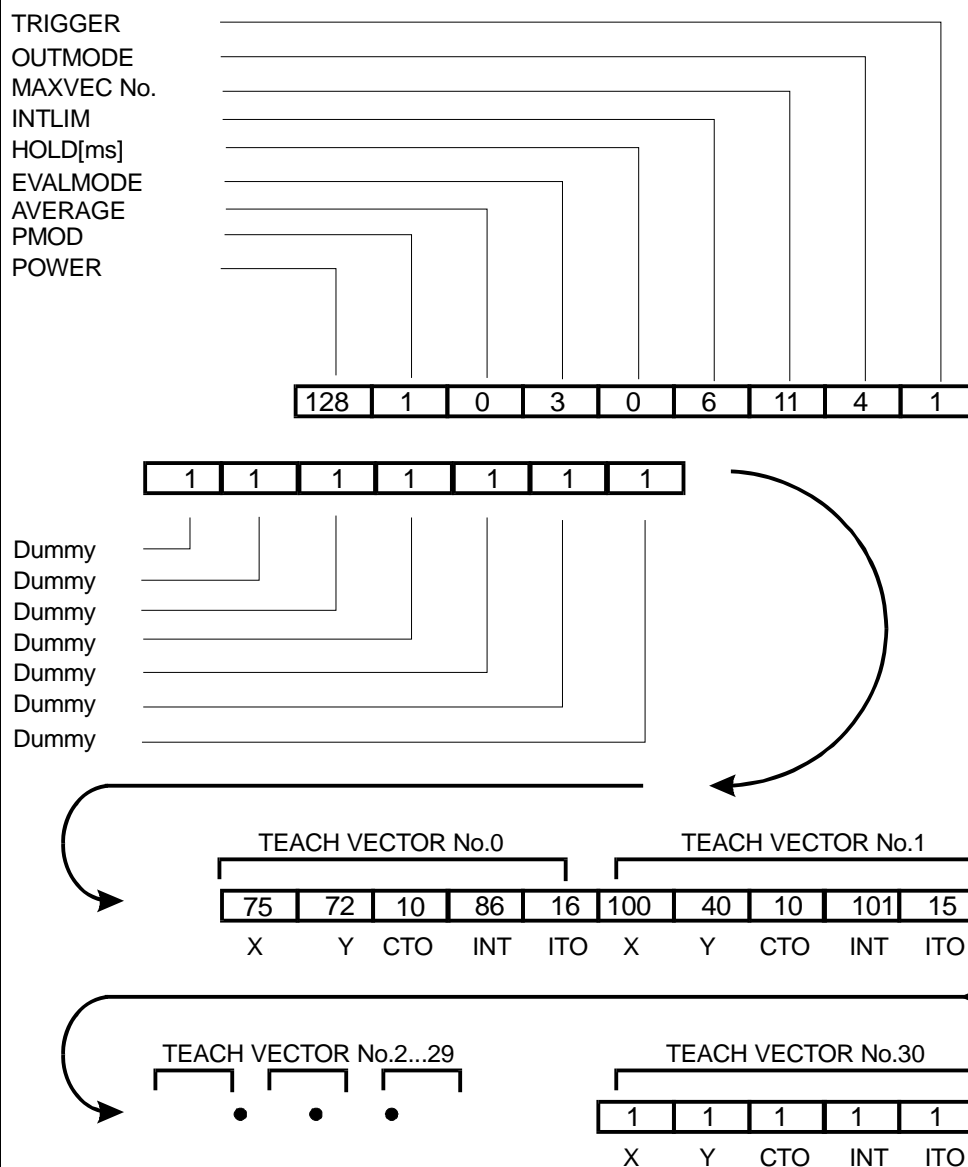 TRIGGER
OUTMODE
MAXVEC No.
INTLIM
HOLD[ms]
EVALMODE
AVERAGE
PMOD
POWER
128 1 0 3 0 6 11 4 1
1 1 1 1 1 1 1
Dummy
Dummy
Dummy
Dummy
Dummy
Dummy
Dummy
TEACH VECTOR No.0 TEACH VECTOR No.1
75 72 10 86 16 100 40 10 101 15
X Y CTO INT ITO X Y CTO INT ITO
TEACH VECTOR No.2...29 TEACH VECTOR No.30
1 1 1 1 1
X Y CTO INT ITO